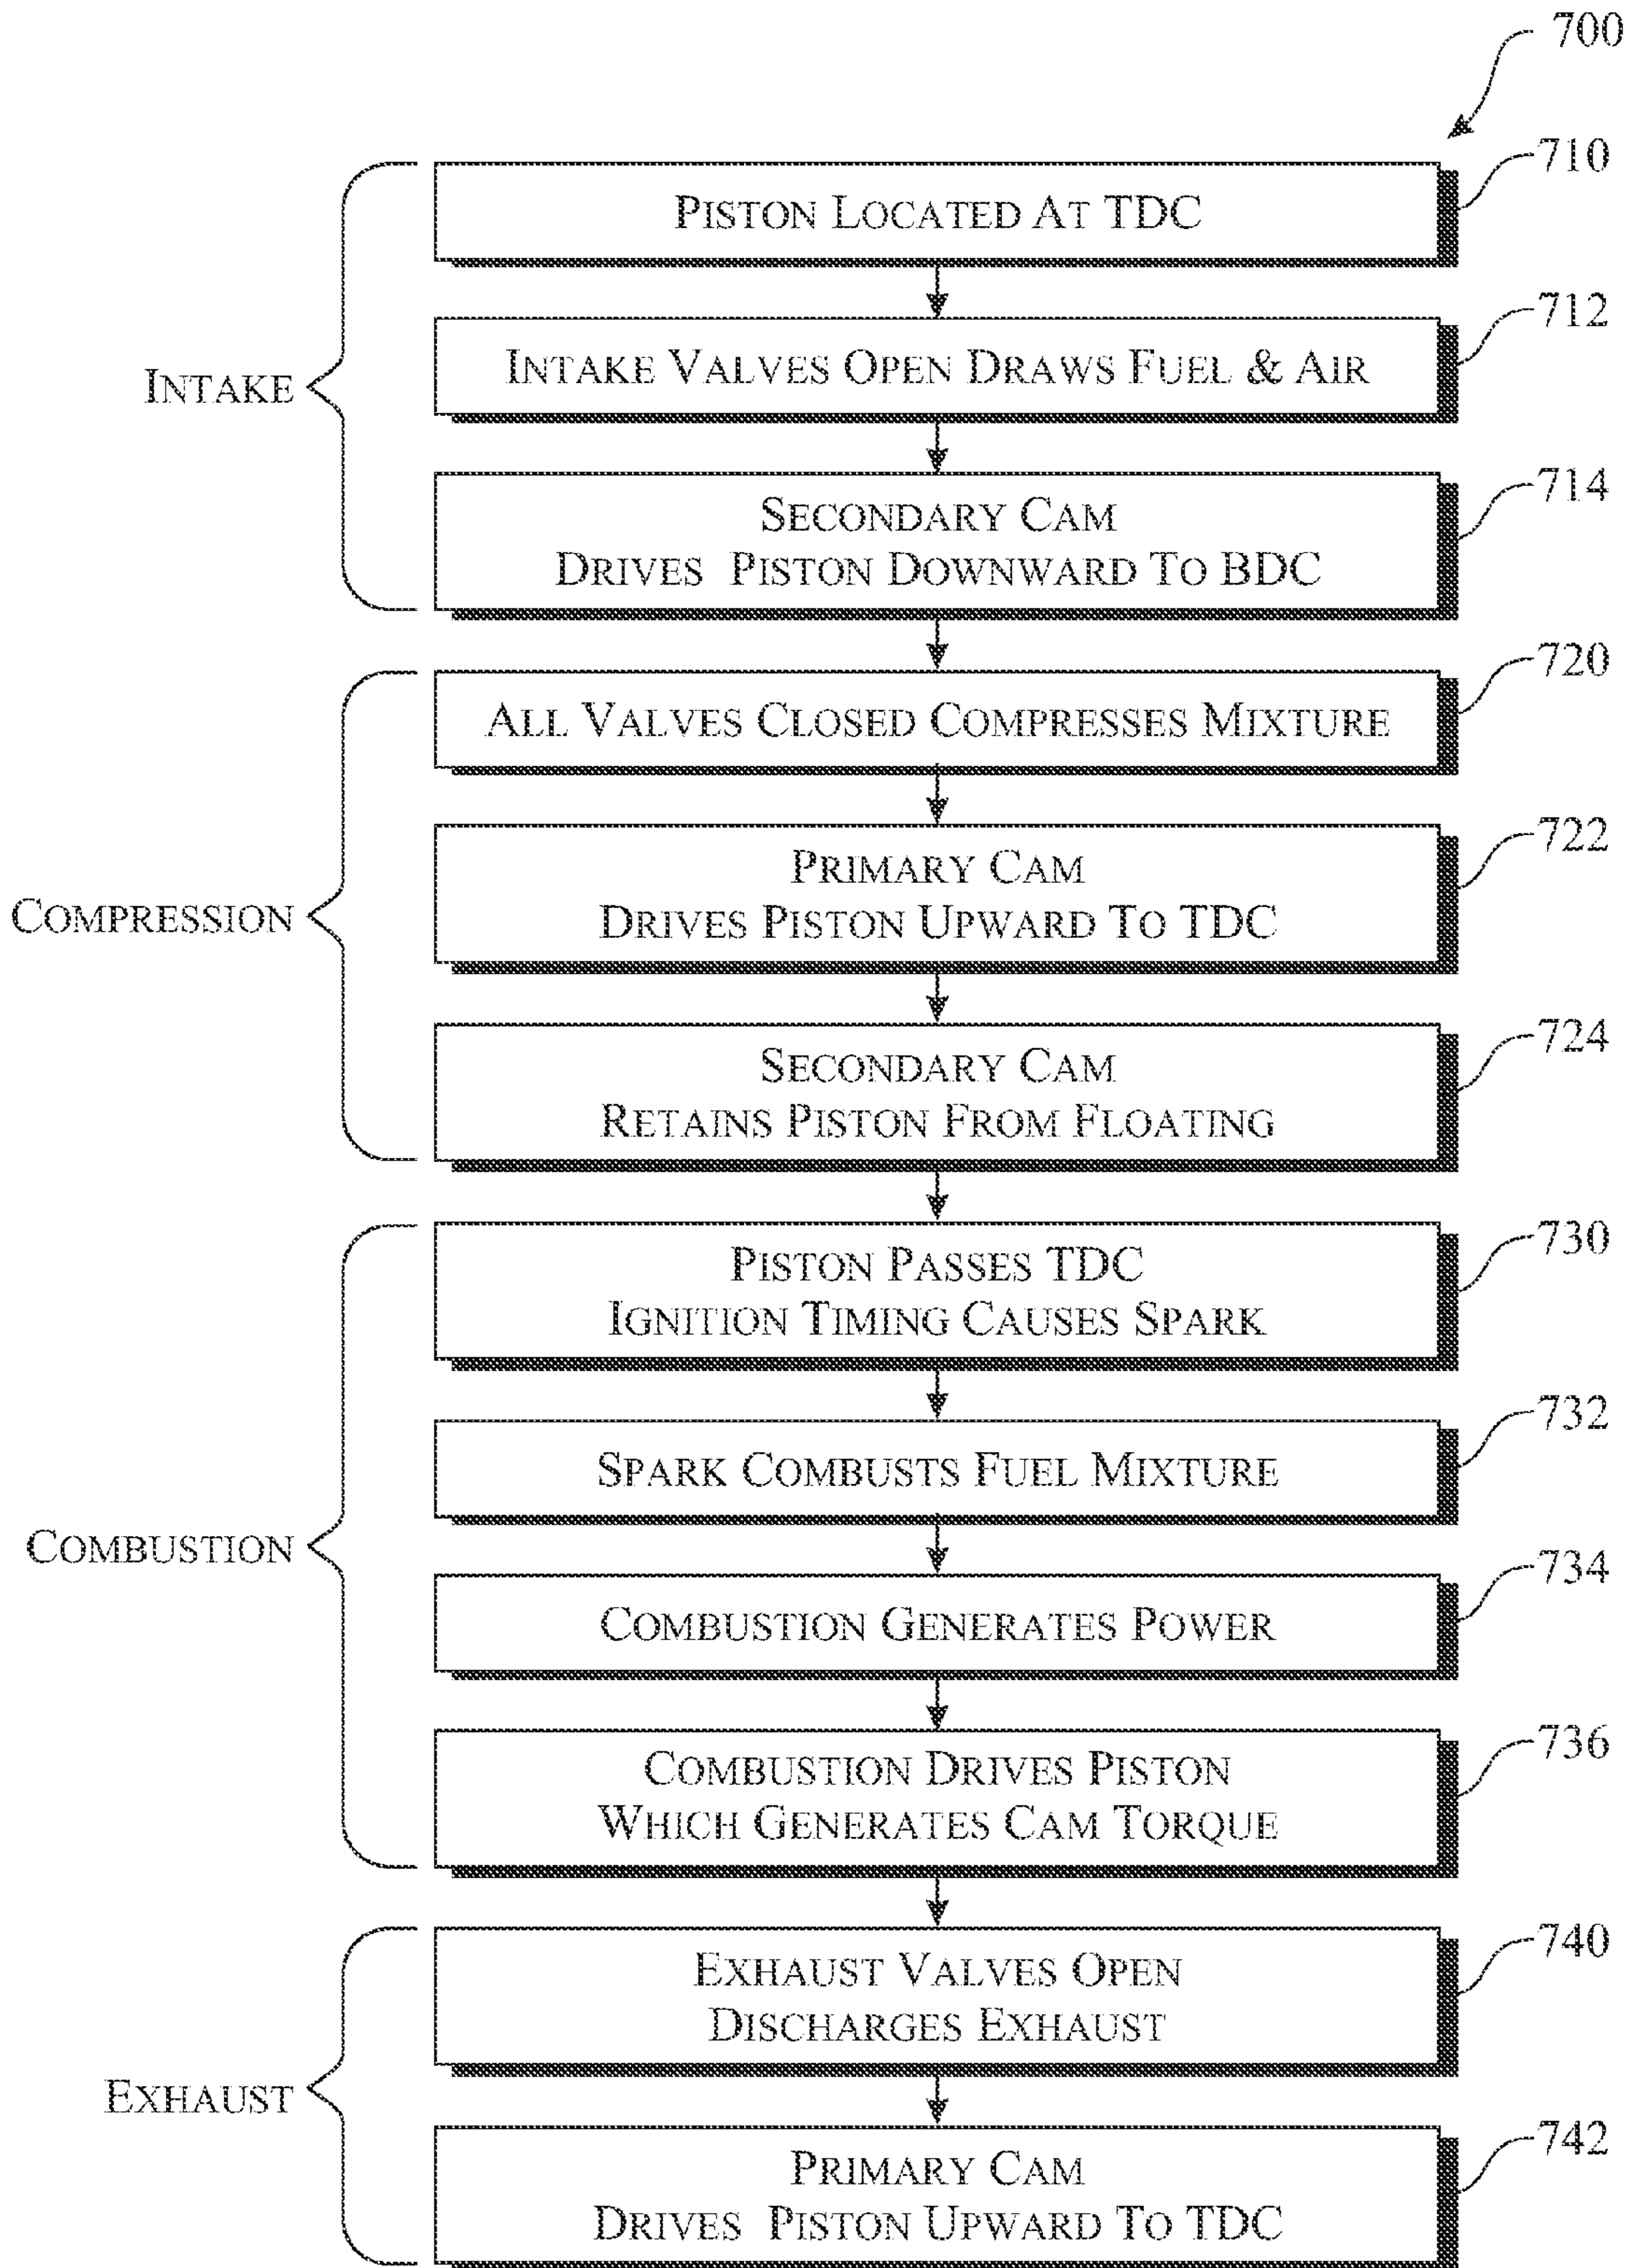 700
710
PISTON LOCATED AT TDC
712
INTAKE VALVES OPEN DRAWS FUEL & AIR
INTAKE
714
SECONDARY CAM
DRIVES PISTON DOWNWARD TO BDC
720
ALL VALVES CLOSED COMPRESSES MIXTURE
722
PRIMARY CAM
DRIVES PISTON UPWARD TO TDC
COMPRESSION
724
SECONDARY CAM
RETAINS PISTON FROM FLOATING
730
PISTON PASSES TDC
IGNITION TIMING CAUSES SPARK
732
SPARK COMBUSTS FUEL MIXTURE
COMBUSTION
734
COMBUSTION GENERATES POWER
736
COMBUSTION DRIVES PISTON
WHICH GENERATES CAM TORQUE
740
EXHAUST VALVES OPEN
DISCHARGES EXHAUST
EXHAUST
742
PRIMARY CAM
DRIVES PISTON UPWARD TO TDC